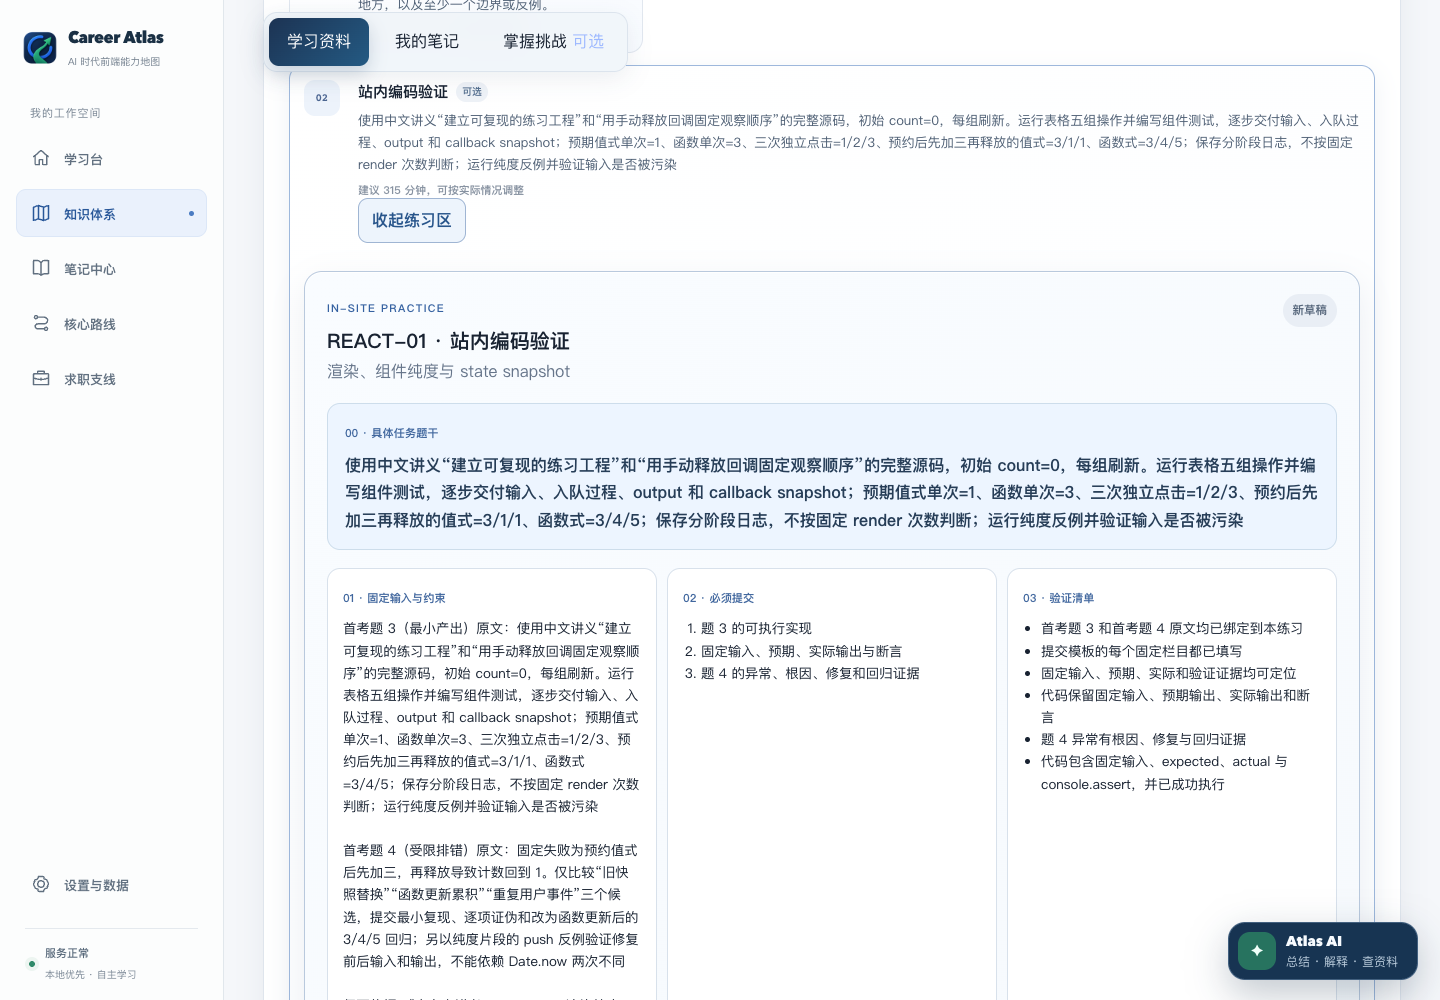 Career Atlas
AI 时代前端能力地图
我的工作空间
学习台
知识体系
笔记中心
核心路线
求职支线
设置与数据
服务正常
本地优先 · 自主学习
地方，以及至少一个边界或反例。
学习资料
我的笔记
掌握挑战 可选
02
站内编码验证 可选
使用中文讲义“建立可复现的练习工程”和“用手动释放回调固定观察顺序”的完整源码，初始 count=0，每组刷新。运行表格五组操作并编写组件测试，逐步交付输入、入队过
程、output 和 callback snapshot；预期值式单次=1、函数单次=3、三次独立点击=1/2/3、预约后先加三再释放的值式=3/1/1、函数式=3/4/5；保存分阶段日志，不按固定
render 次数判断；运行纯度反例并验证输入是否被污染
建议 315 分钟，可按实际情况调整
收起练习区
IN-SITE PRACTICE
新草稿
REACT-01 · 站内编码验证
渲染、组件纯度与 state snapshot
00 · 具体任务题干
使用中文讲义“建立可复现的练习工程”和“用手动释放回调固定观察顺序”的完整源码，初始 count=0，每组刷新。运行表格五组操作并编
写组件测试，逐步交付输入、入队过程、output 和 callback snapshot；预期值式单次=1、函数单次=3、三次独立点击=1/2/3、预约后先
加三再释放的值式=3/1/1、函数式=3/4/5；保存分阶段日志，不按固定 render 次数判断；运行纯度反例并验证输入是否被污染
01 · 固定输入与约束
首考题 3（最小产出）原文：使用中文讲义“建立
可复现的练习工程”和“用手动释放回调固定观察顺
序”的完整源码，初始 count=0，每组刷新。运行
表格五组操作并编写组件测试，逐步交付输入、入
队过程、output 和 callback snapshot；预期值式
单次=1、函数单次=3、三次独立点击=1/2/3、预
约后先加三再释放的值式=3/1/1、函数式
=3/4/5；保存分阶段日志，不按固定 render 次数
判断；运行纯度反例并验证输入是否被污染
首考题 4（受限排错）原文：固定失败为预约值式
后先加三，再释放导致计数回到 1。仅比较“旧快
照替换”“函数更新累积”“重复用户事件”三个候
选，提交最小复现、逐项证伪和改为函数更新后的
3/4/5 回归；另以纯度片段的 push 反例验证修复
前后输入和输出，不能依赖 Date.now 两次不同
02 · 必须提交
1. 题 3 的可执行实现
2. 固定输入、预期、实际输出与断言
3. 题 4 的异常、根因、修复和回归证据
03 · 验证清单
• 首考题 3 和首考题 4 原文均已绑定到本练习
• 提交模板的每个固定栏目都已填写
• 固定输入、预期、实际和验证证据均可定位
• 代码保留固定输入、预期输出、实际输出和断
言
• 题 4 异常有根因、修复与回归证据
• 代码包含固定输入、expected、actual 与
console.assert，并已成功执行
Atlas AI
总结 · 解释 · 查资料